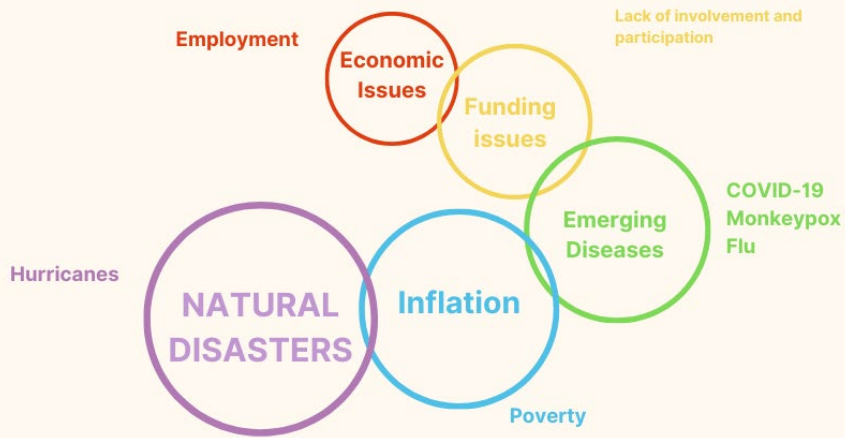 Lack of involvement and
participation
Employment
Economic
Issues
Funding
issues
COVID-19
Monkeypox
Flu
Emerging
Diseases
Hurricanes
NATURAL
DISASTERS
Inflation
Poverty